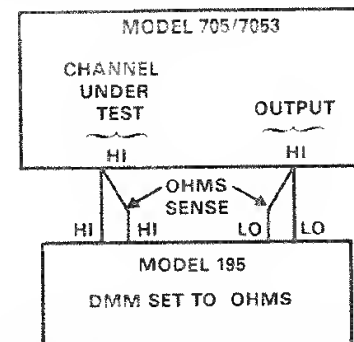 MODEL 705/7053
CHANNEL
UNDER
TEST
OUTPUT
HI
HI
OHMS
SENSE
HI
HI
LO
LO
MODEL 195
DMM SET TO OHMS